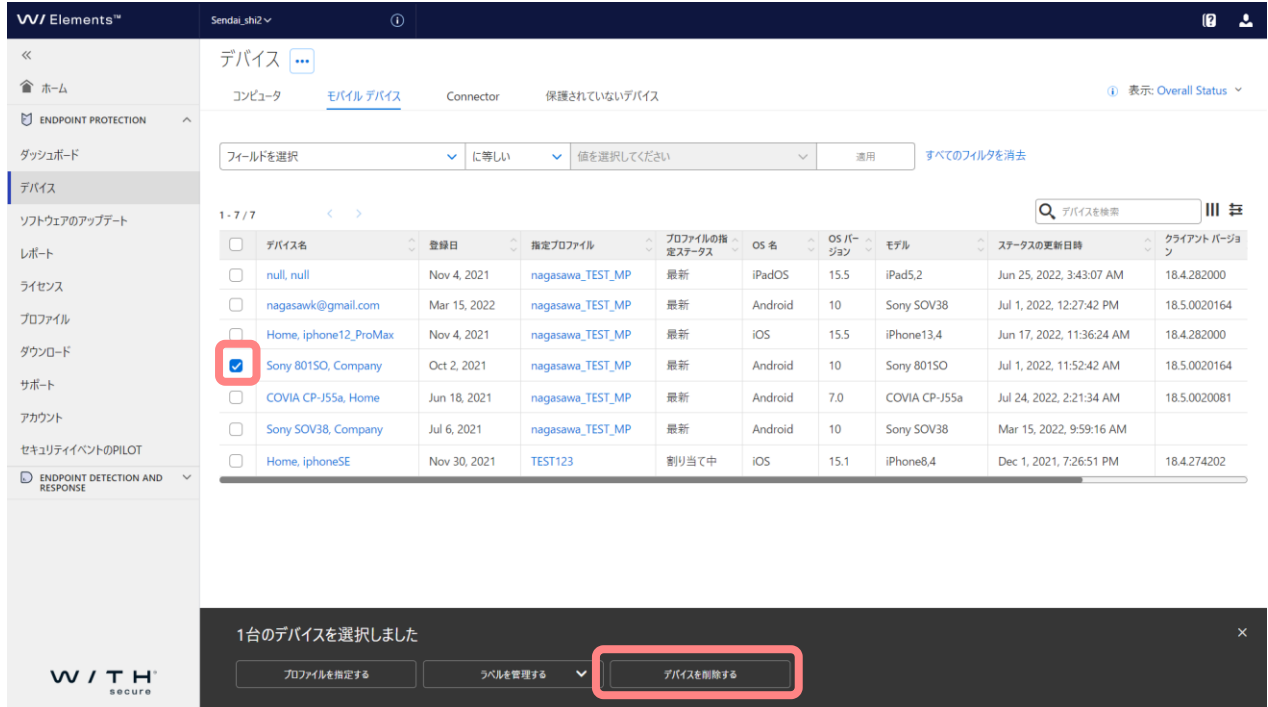 W/ Elements™
Sendai_shi2
ホーム
ENDPOINT PROTECTION
ダッシュボード
デバイス
ソフトウェアのアップデート
レポート
ライセンス
プロファイル
ダウンロード
サポート
アカウント
セキュリティイベントのPILOT
ENDPOINT DETECTION AND
RESPONSE
W / T H
secure
デバイス
コンピュータ モバイル デバイス Connector 保護されていないデバイス
表示: Overall Status
フィールドを選択 に等しい 値を選択してください 適用 すべてのフィルタを消去
1 - 7 / 7
デバイスを検索
デバイス名 登録日 指定プロファイル プロファイルの指定ステータス OS 名 OS バージョン モデル ステータスの更新日時 クライアント バージョン
null, null Nov 4, 2021 nagasawa_TEST_MP 最新 iPadOS 15.5 iPad5,2 Jun 25, 2022, 3:43:07 AM 18.4.282000
nagasawk@gmail.com Mar 15, 2022 nagasawa_TEST_MP 最新 Android 10 Sony SOV38 Jul 1, 2022, 12:27:42 PM 18.5.0020164
Home, iphone12_ProMax Nov 4, 2021 nagasawa_TEST_MP 最新 iOS 15.5 iPhone13,4 Jun 17, 2022, 11:36:24 AM 18.4.282000
Sony 801SO, Company Oct 2, 2021 nagasawa_TEST_MP 最新 Android 10 Sony 801SO Jul 1, 2022, 11:52:42 AM 18.5.0020164
COVIA CP-J55a, Home Jun 18, 2021 nagasawa_TEST_MP 最新 Android 7.0 COVIA CP-J55a Jul 24, 2022, 2:21:34 AM 18.5.0020081
Sony SOV38, Company Jul 6, 2021 nagasawa_TEST_MP 最新 Android 10 Sony SOV38 Mar 15, 2022, 9:59:16 AM
Home, iphoneSE Nov 30, 2021 TEST123 割り当て中 iOS 15.1 iPhone8,4 Dec 1, 2021, 7:26:51 PM 18.4.274202
1台のデバイスを選択しました
プロファイルを指定する ラベルを管理する デバイスを削除する